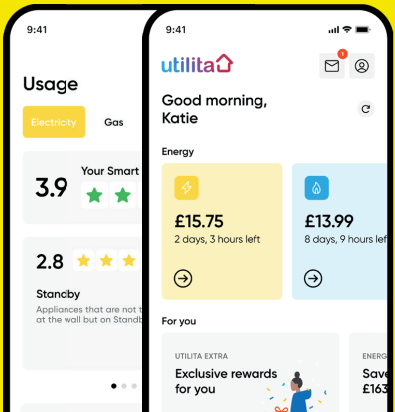 9:41
Usage
Electricity
Gas
3.9
Your Smart
2.8
Standby
Appliances that are not t
at the wall but on Standb
9:41
utilita
1
Good morning,
Katie
Energy
£15.75
2 days, 3 hours left
£13.99
8 days, 9 hours lef
For you
UTILITA EXTRA
Exclusive rewards
for you
ENERG
Save
£163